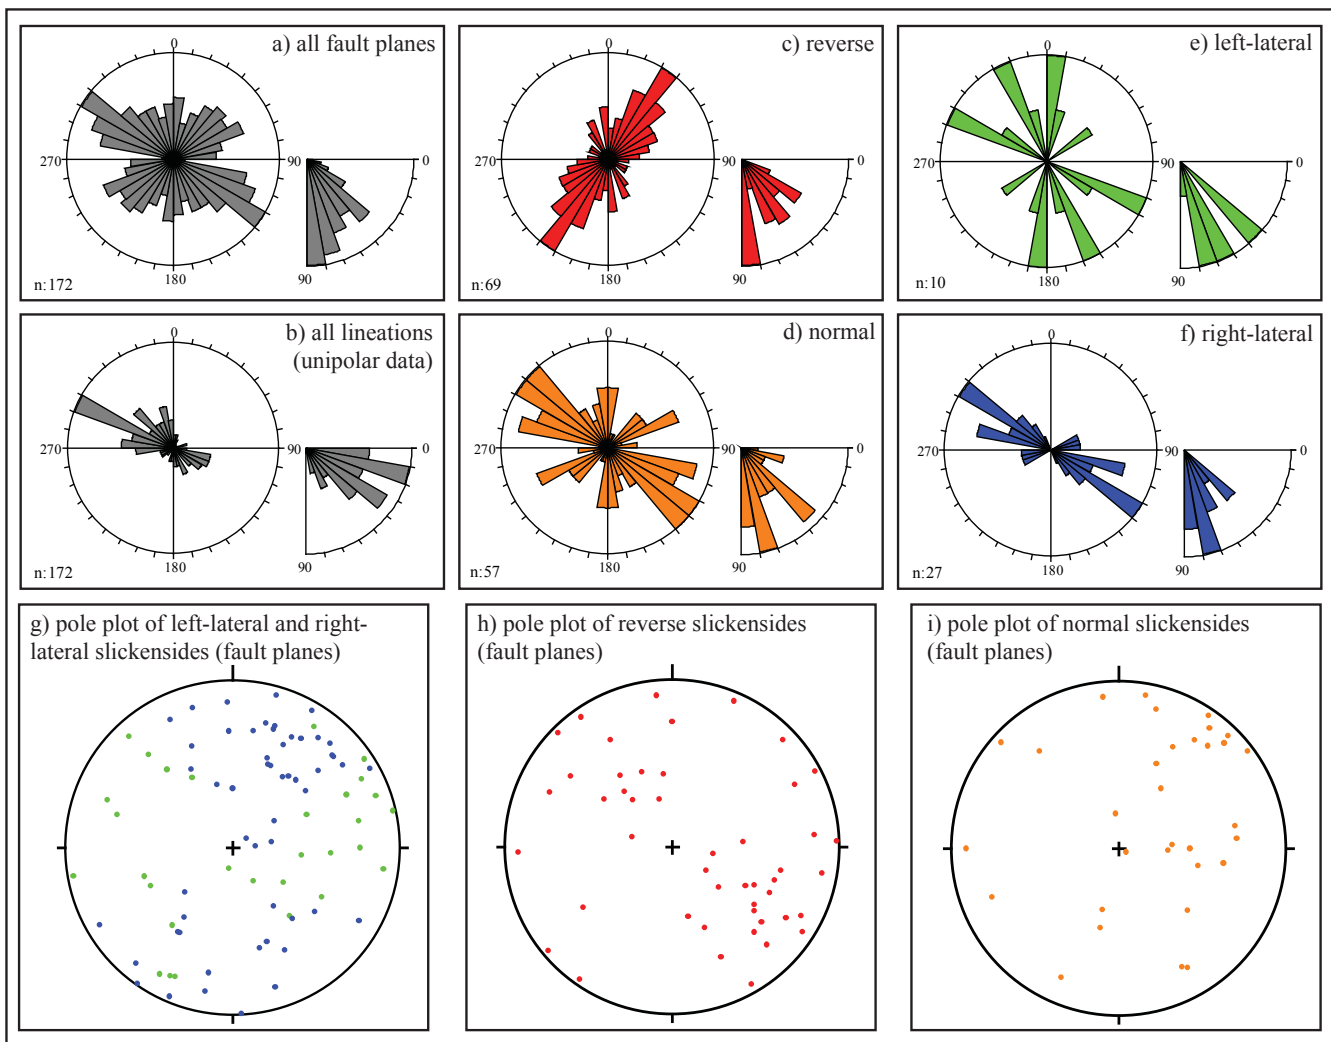 a) all fault planes
0
270
90
180
0
90
n:172
c) reverse
0
270
90
180
0
90
n:69
e) left-lateral
0
270
90
180
0
90
n:10
b) all lineations
(unipolar data)
0
270
90
180
0
90
n:172
d) normal
0
270
90
180
0
90
n:57
f) right-lateral
0
270
90
180
0
90
n:27
g) pole plot of left-lateral and right-
lateral slickensides (fault planes)
h) pole plot of reverse slickensides
(fault planes)
i) pole plot of normal slickensides
(fault planes)